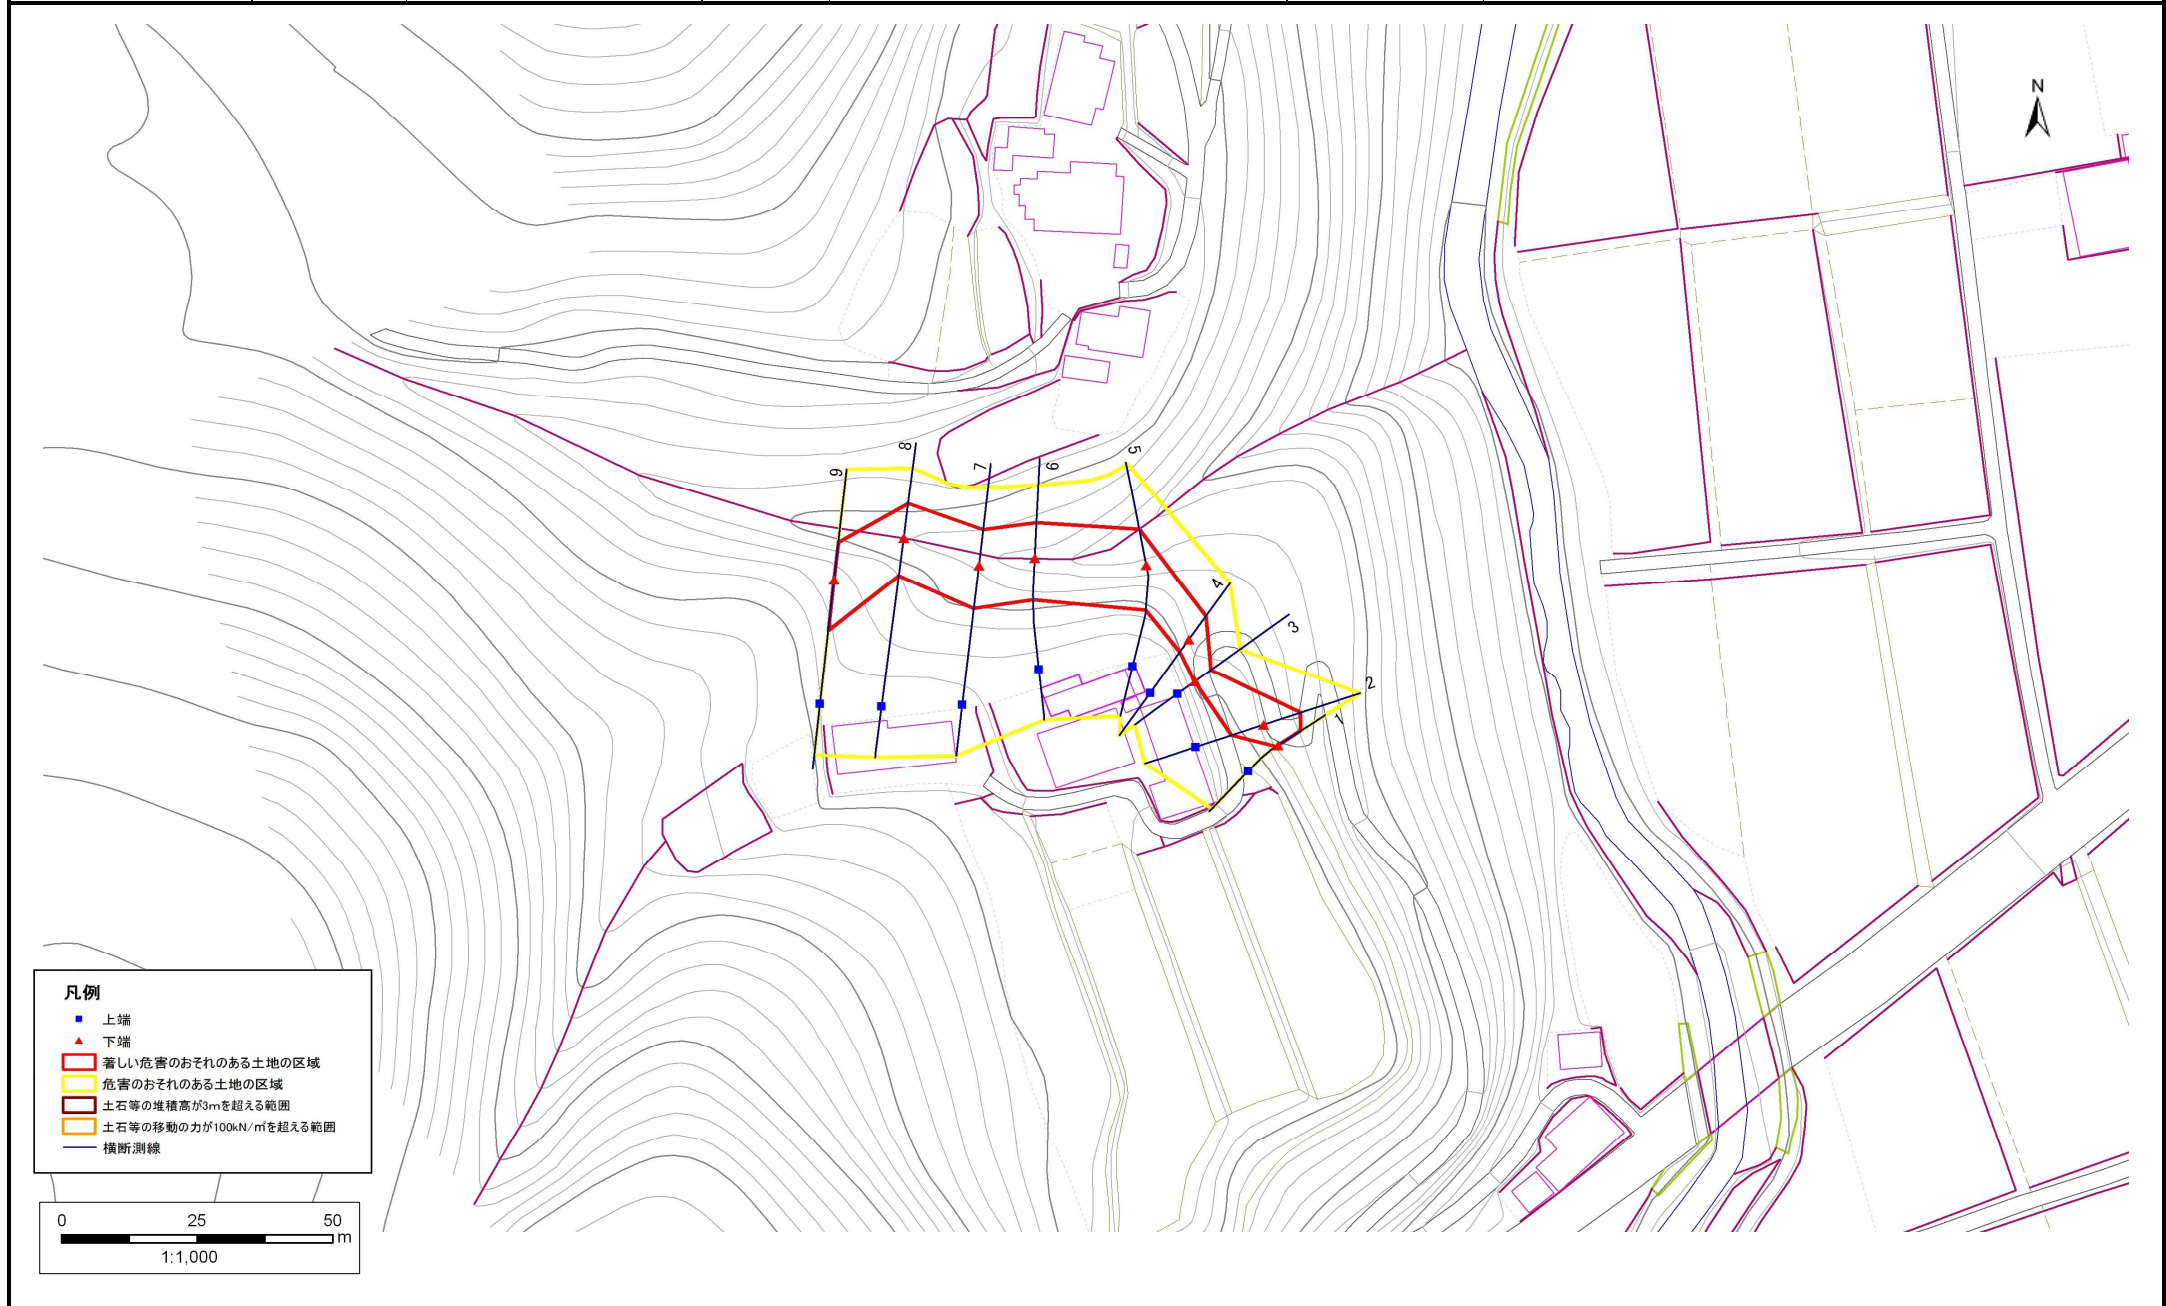 N
5
8
9
7
6
4
3
2
1
凡例
上端
下端
著しい危害のおそれのある土地の区域
危害のおそれのある土地の区域
土石等の堆積高が3mを超える範囲
土石等の移動の力が100kN/㎡を超える範囲
横断測線
0 25 50
m
1:1,000